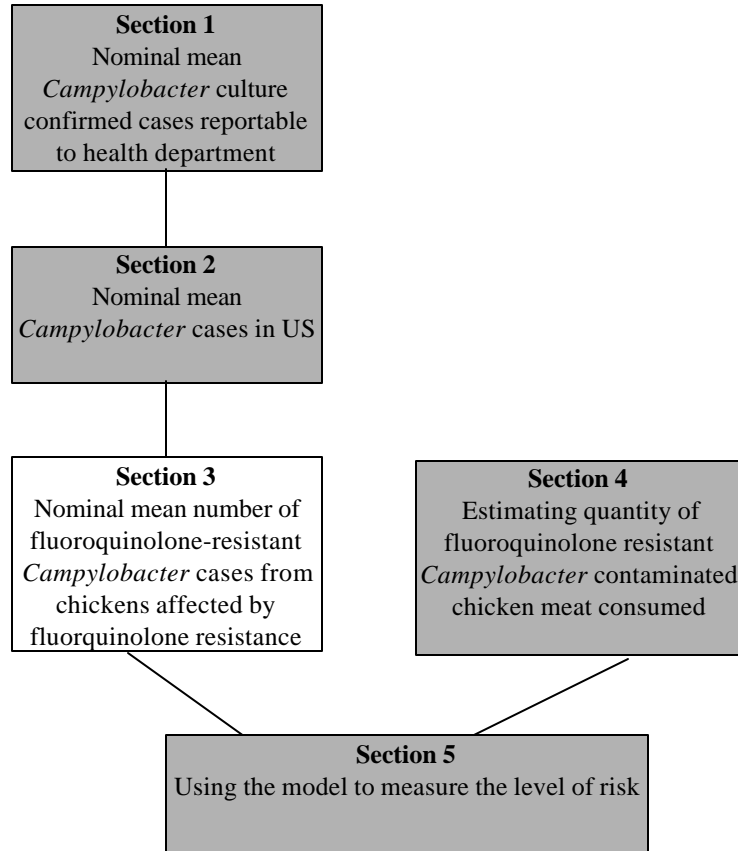 Section 1
Nominal mean
Campylobacter culture
confirmed cases reportable
to health department
Section 2
Nominal mean
Campylobacter cases in US
Section 3
Nominal mean number of
fluoroquinolone-resistant
Campylobacter cases from
chickens affected by
fluorquinolone resistance
Section 4
Estimating quantity of
fluoroquinolone resistant
Campylobacter contaminated
chicken meat consumed
Section 5
Using the model to measure the level of risk